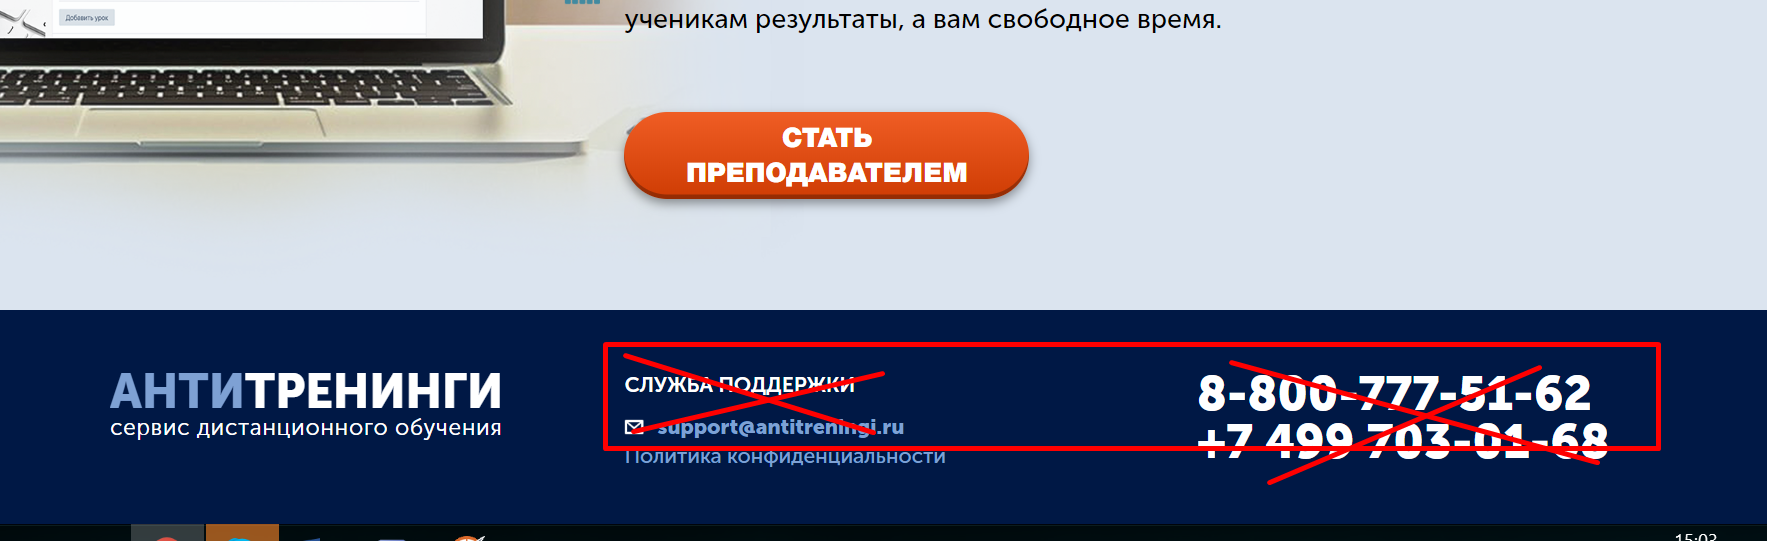 Добавить урок
ученикам результаты, а вам свободное время.
СТАТЬ
ПРЕПОДАВАТЕЛЕМ
АНТИТРЕНИНГИ
сервис дистанционного обучения
СЛУЖБА ПОДДЕРЖКИ
support@antitreningi.ru
Политика конфиденциальности
8-800-777-51-62
+7 499 703-01-68
15:03